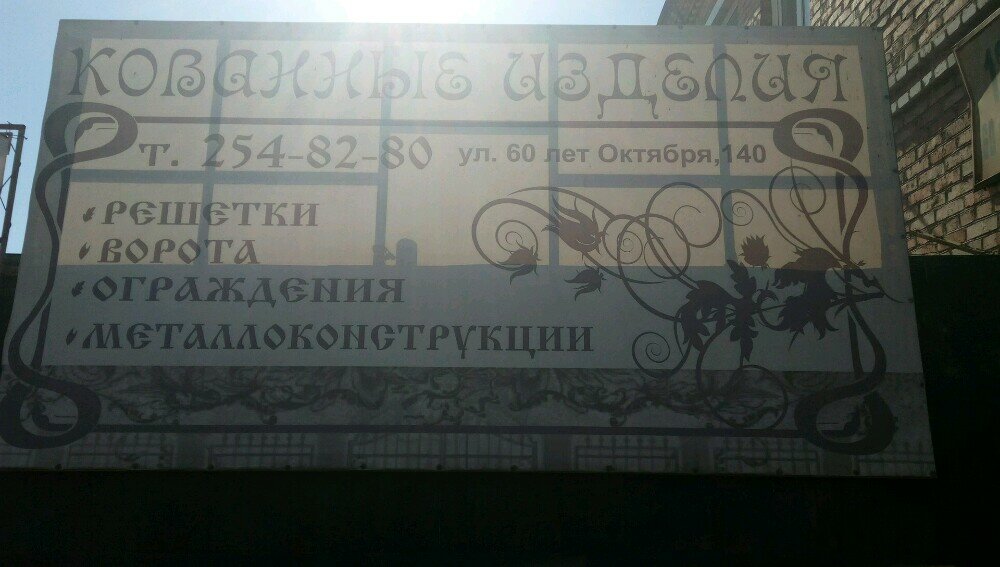 КОВАННЫЕ ИЗДЕЛИЯ
т. 254-82-80 ул. 60 лет Октября,140
РЕШЕТКИ
ВОРОТА
ОГРАЖДЕНИЯ
МЕТАЛЛОКОНСТРУКЦИИ